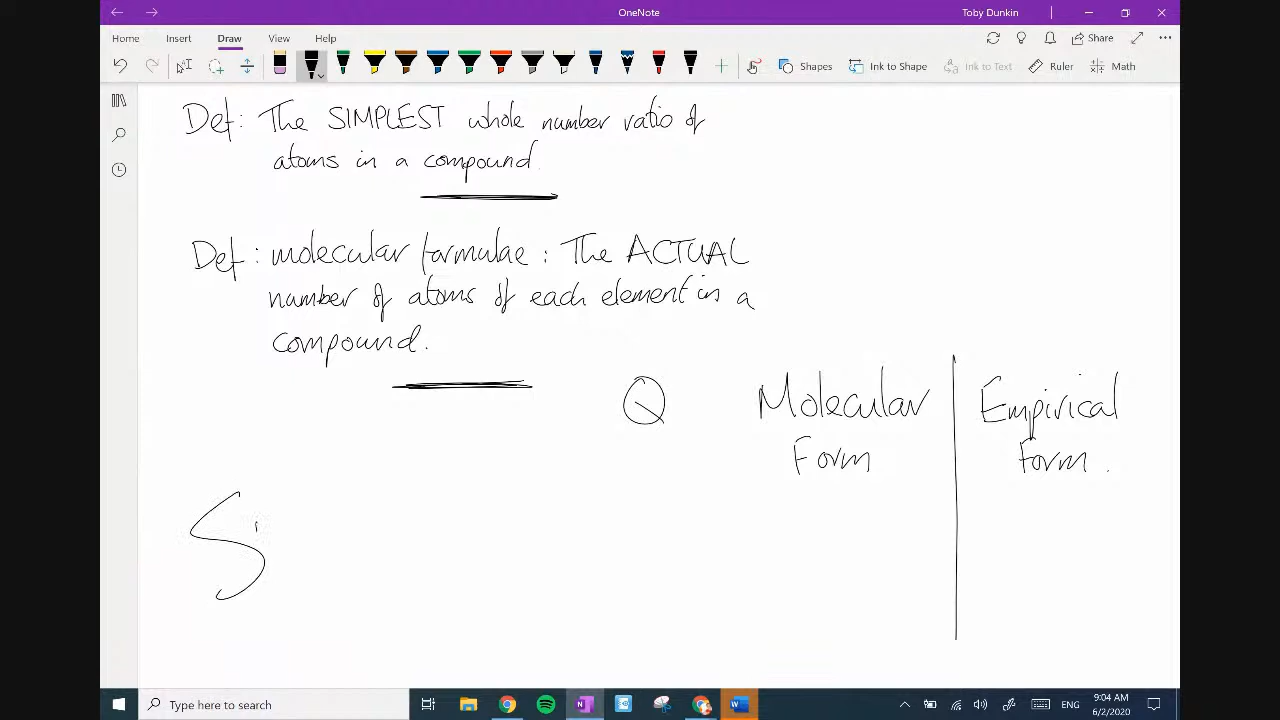 OneNote
Toby Dunkin
Home Insert Draw View Help
Share
Shapes Ink to Shape Ink to Text Ruler Math
Def: The SIMPLEST whole number ratio of
atoms in a compound.
Def: molecular formulae: The ACTUAL
number of atoms of each element in a
compound.
Q Molecular Empirical
Form Form.
S
Type here to search
ENG
9:04 AM
6/2/2020